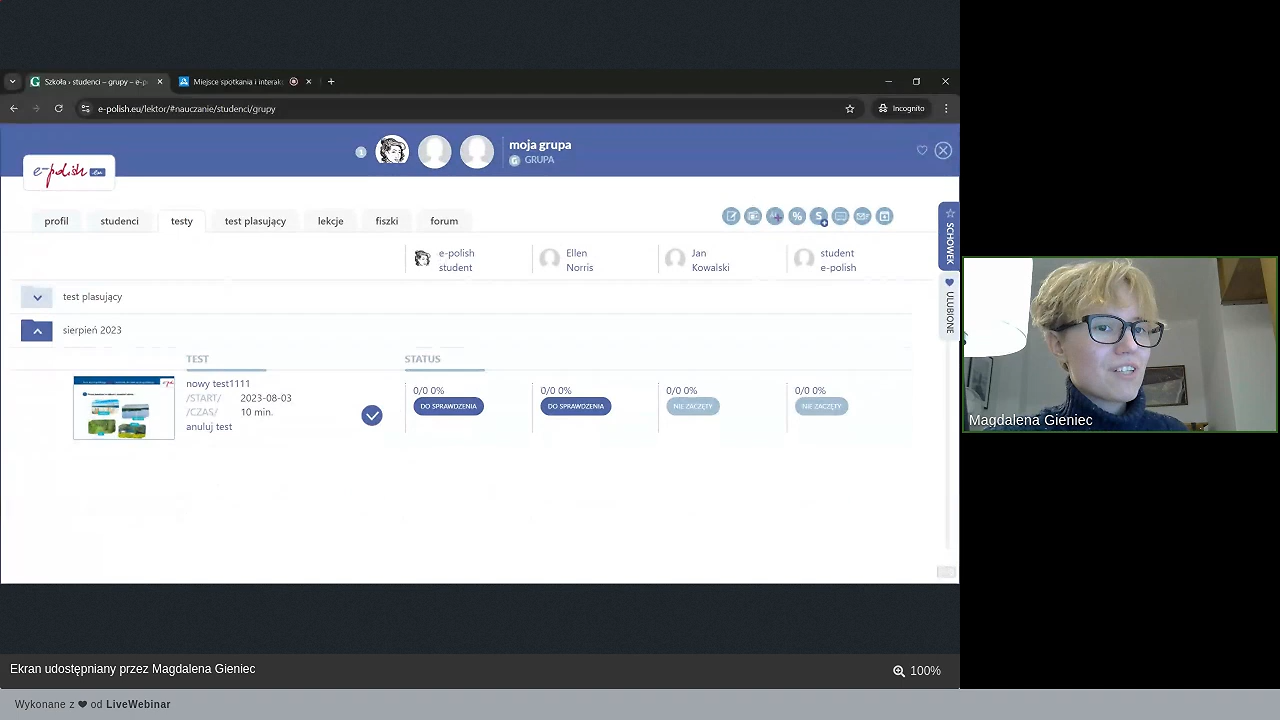 Szkoła › studenci – grupy – e-p
Miejsce spotkania i interak
e-polish.eu/lektor/#nauczanie/studenci/grupy
Incognito
1
moja grupa
G GRUPA
e-polish .eu
profil
studenci
testy
test plasujący
lekcje
fiszki
forum
%
S
SCHOWEK
ULUBIONE
e-polish student
Ellen Norris
Jan Kowalski
student e-polish
test plasujący
sierpień 2023
TEST
STATUS
nowy test1111
/START/ 2023-08-03
/CZAS/ 10 min.
anuluj test
0/0 0%
0/0 0%
0/0 0%
0/0 0%
DO SPRAWDZENIA
DO SPRAWDZENIA
NIE ZACZĘTY
NIE ZACZĘTY
Magdalena Gieniec
Ekran udostępniany przez Magdalena Gieniec
100%
Wykonane z ❤ od LiveWebinar